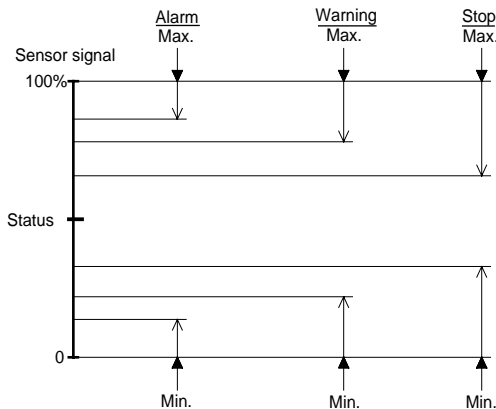 Alarm Warning Stop
Max. Max. Max.
Sensor signal
100%
Status
0
Min. Min. Min.